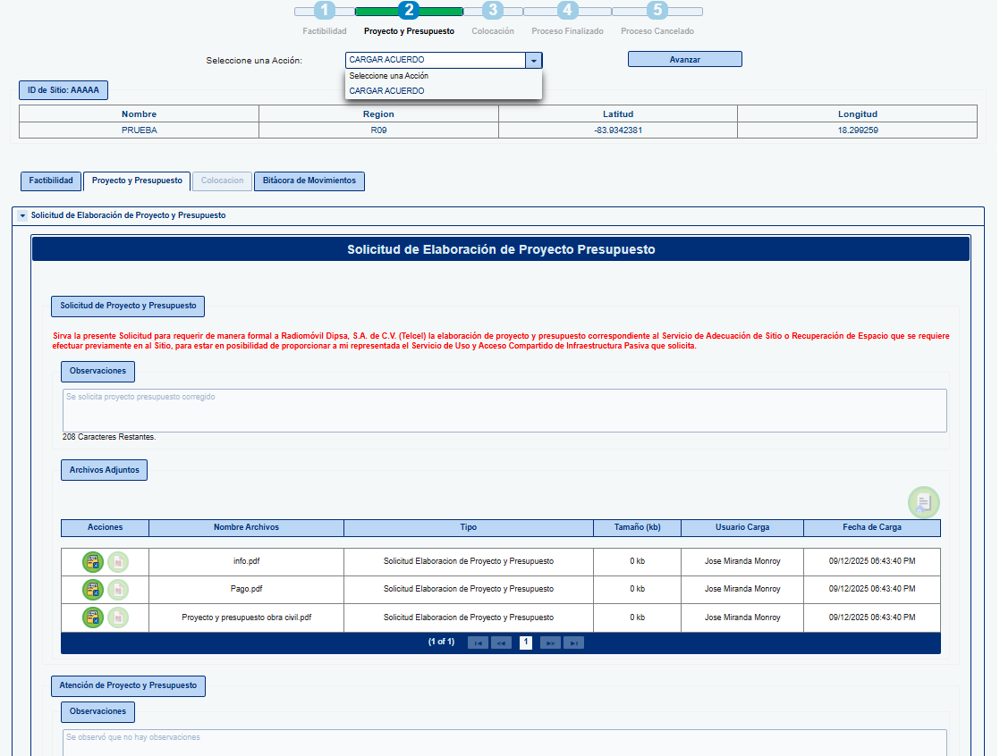 1 2 3 4 5
Factibilidad Proyecto y Presupuesto Colocación Proceso Finalizado Proceso Cancelado
Seleccione una Acción: CARGAR ACUERDO Avanzar
Seleccione una Acción
CARGAR ACUERDO
ID de Sitio: AAAAA
Nombre Region Latitud Longitud
PRUEBA R09 -83.9342381 18.299259
Factibilidad Proyecto y Presupuesto Colocacion Bitácora de Movimientos
Solicitud de Elaboración de Proyecto y Presupuesto
Solicitud de Elaboración de Proyecto Presupuesto
Solicitud de Proyecto y Presupuesto
Sirva la presente Solicitud para requerir de manera formal a Radiomóvil Dipsa, S.A. de C.V. (Telcel) la elaboración de proyecto y presupuesto correspondiente al Servicio de Adecuación de Sitio o Recuperación de Espacio que se requiere
efectuar previamente en al Sitio, para estar en posibilidad de proporcionar a mi representada el Servicio de Uso y Acceso Compartido de Infraestructura Pasiva que solicita.
Observaciones
Se solicita proyecto presupuesto corregido
208 Caracteres Restantes.
Archivos Adjuntos
Acciones Nombre Archivos Tipo Tamaño (kb) Usuario Carga Fecha de Carga
info.pdf Solicitud Elaboracion de Proyecto y Presupuesto 0 kb Jose Miranda Monroy 09/12/2025 06:43:40 PM
Pago.pdf Solicitud Elaboracion de Proyecto y Presupuesto 0 kb Jose Miranda Monroy 09/12/2025 06:43:40 PM
Proyecto y presupuesto obra civil.pdf Solicitud Elaboracion de Proyecto y Presupuesto 0 kb Jose Miranda Monroy 09/12/2025 06:43:40 PM
(1 of 1) 1
Atención de Proyecto y Presupuesto
Observaciones
Se observó que no hay observaciones